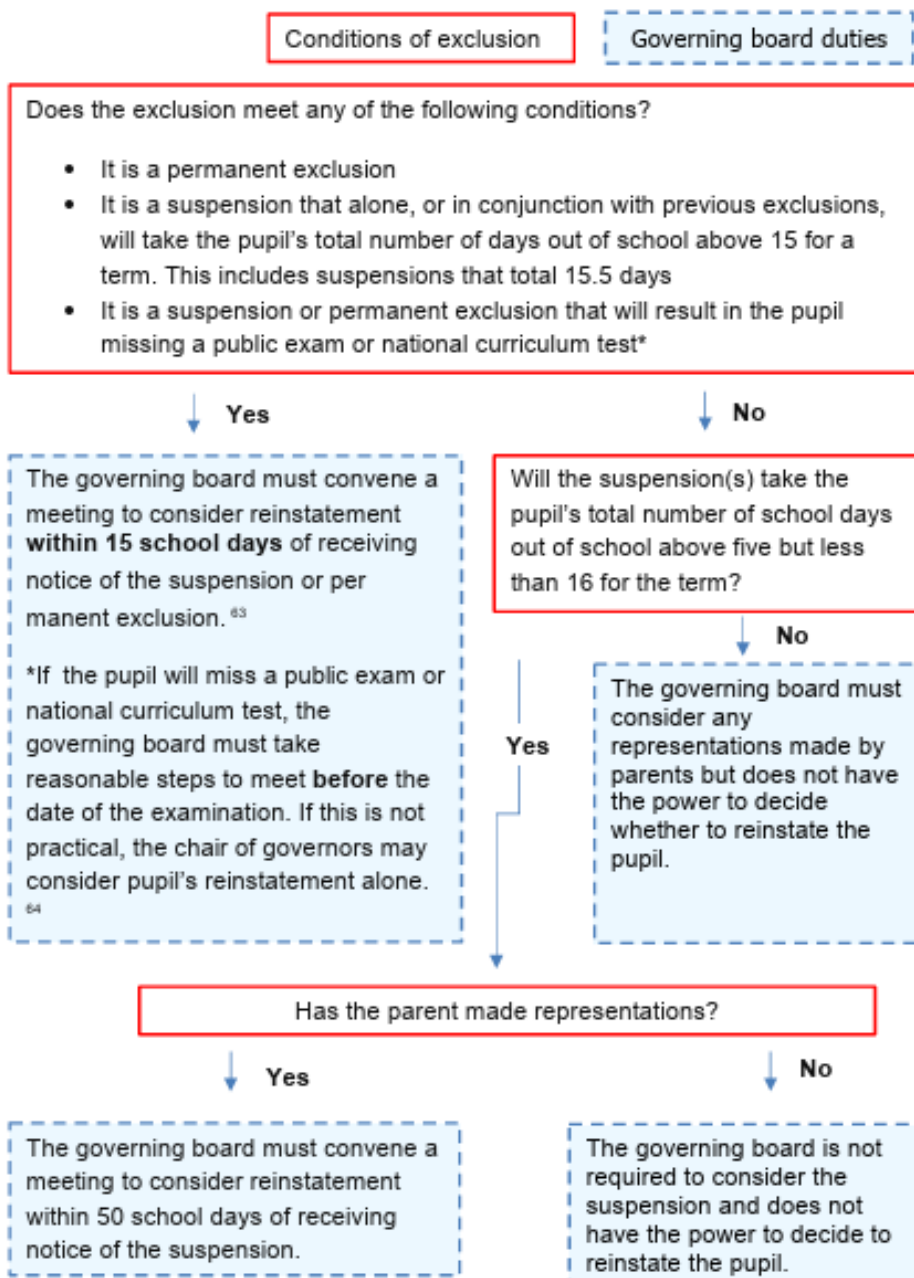 Conditions of exclusion
Governing board duties
Does the exclusion meet any of the following conditions?
• It is a permanent exclusion
• It is a suspension that alone, or in conjunction with previous exclusions,
will take the pupil's total number of days out of school above 15 for a
term. This includes suspensions that total 15.5 days
• It is a suspension or permanent exclusion that will result in the pupil
missing a public exam or national curriculum test*
Yes
No
The governing board must convene a
meeting to consider reinstatement
within 15 school days of receiving
notice of the suspension or per
manent exclusion. 63
*If the pupil will miss a public exam or
national curriculum test, the
governing board must take
reasonable steps to meet before the
date of the examination. If this is not
practical, the chair of governors may
consider pupil's reinstatement alone.
64
Will the suspension(s) take the
pupil's total number of school days
out of school above five but less
than 16 for the term?
No
Yes
The governing board must
consider any
representations made by
parents but does not have
the power to decide
whether to reinstate the
pupil.
Has the parent made representations?
Yes
No
The governing board must convene a
meeting to consider reinstatement
within 50 school days of receiving
notice of the suspension.
The governing board is not
required to consider the
suspension and does not
have the power to decide to
reinstate the pupil.